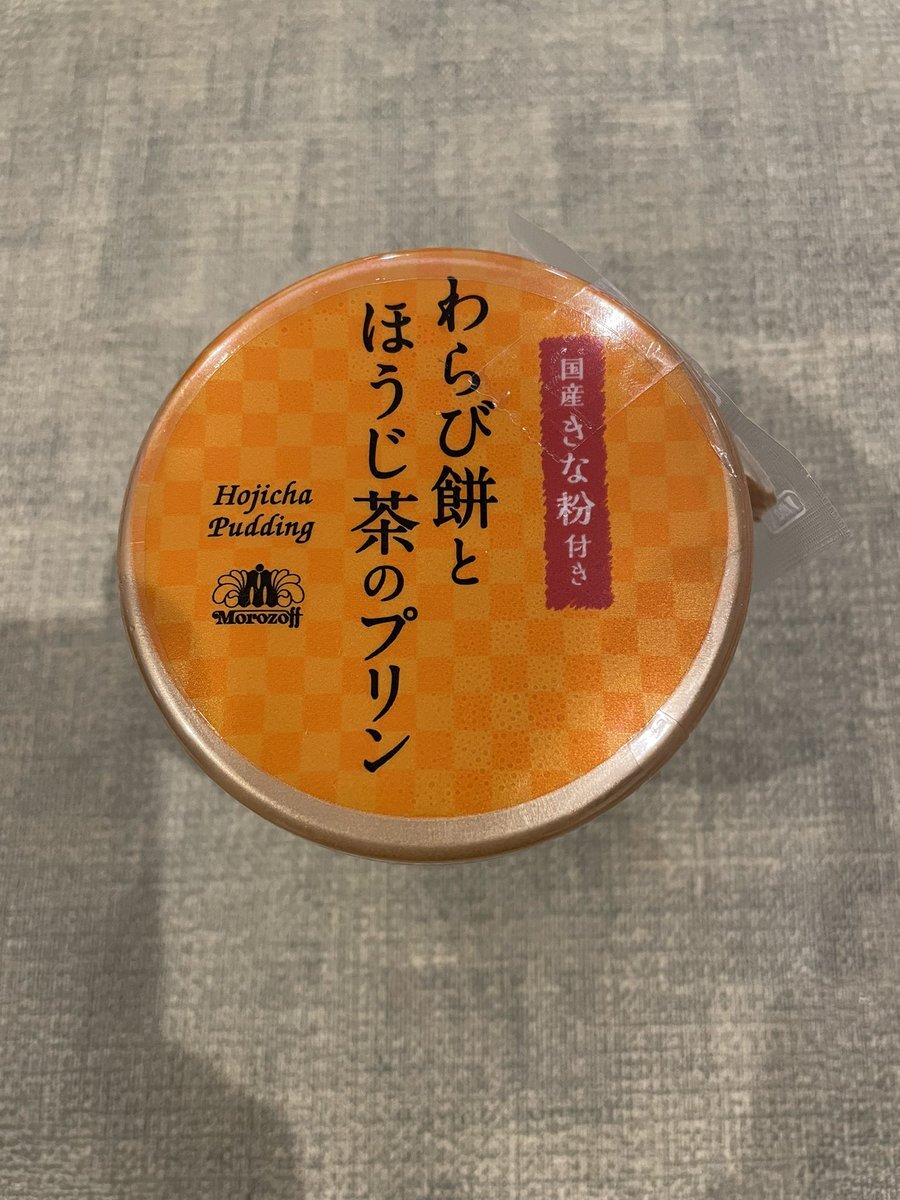 国産きな粉付き
わらび餅と
ほうじ茶のプリン
Hojicha
Pudding
Morozoff